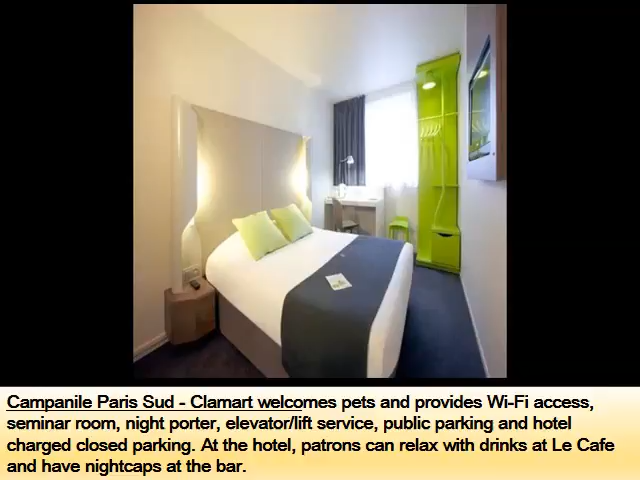 Campanile Paris Sud - Clamart welcomes pets and provides Wi-Fi access,
seminar room, night porter, elevator/lift service, public parking and hotel
charged closed parking. At the hotel, patrons can relax with drinks at Le Cafe
and have nightcaps at the bar.